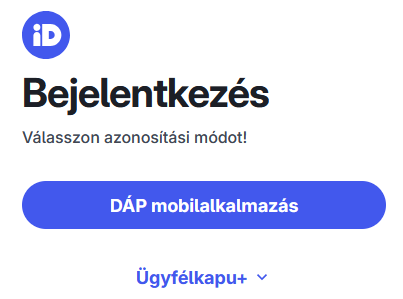 iD
Bejelentkezés
Válasszon azonosítási módot!
DÁP mobilalkalmazás
Ügyfélkapu+